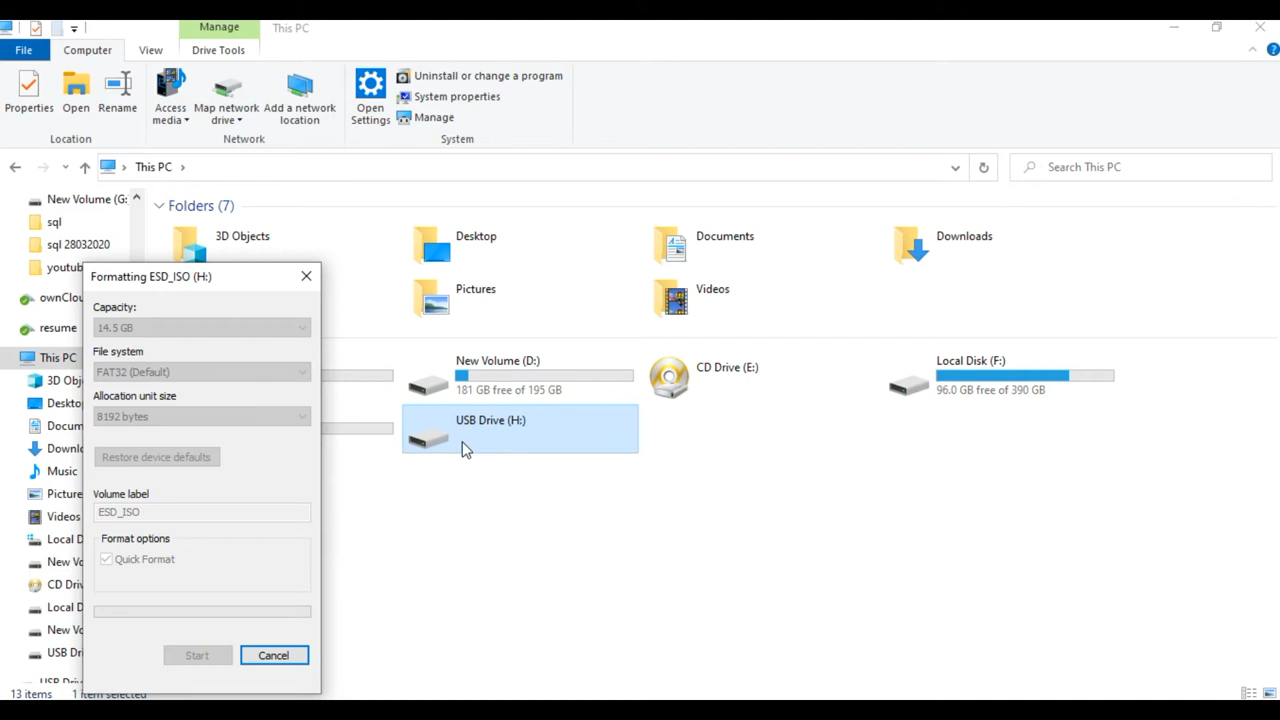 Manage
This PC
File
Computer
View
Drive Tools
Properties
Open
Rename
Access media
Map network drive
Add a network location
Open Settings
Uninstall or change a program
System properties
Manage
Location
Network
System
This PC
Search This PC
New Volume (G:
sql
sql 28032020
youtub
ownClou
resume
This PC
3D Obj
Deskto
Docum
Downlo
Music
Picture
Videos
Local D
New Vo
CD Driv
Local D
New Vo
USB Dri
USB Drive
13 items
1 item selected
Folders (7)
3D Objects
Desktop
Documents
Downloads
Pictures
Videos
New Volume (D:)
181 GB free of 195 GB
CD Drive (E:)
Local Disk (F:)
96.0 GB free of 390 GB
USB Drive (H:)
Formatting ESD_ISO (H:)
Capacity:
14.5 GB
File system
FAT32 (Default)
Allocation unit size
8192 bytes
Restore device defaults
Volume label
ESD_ISO
Format options
Quick Format
Start
Cancel